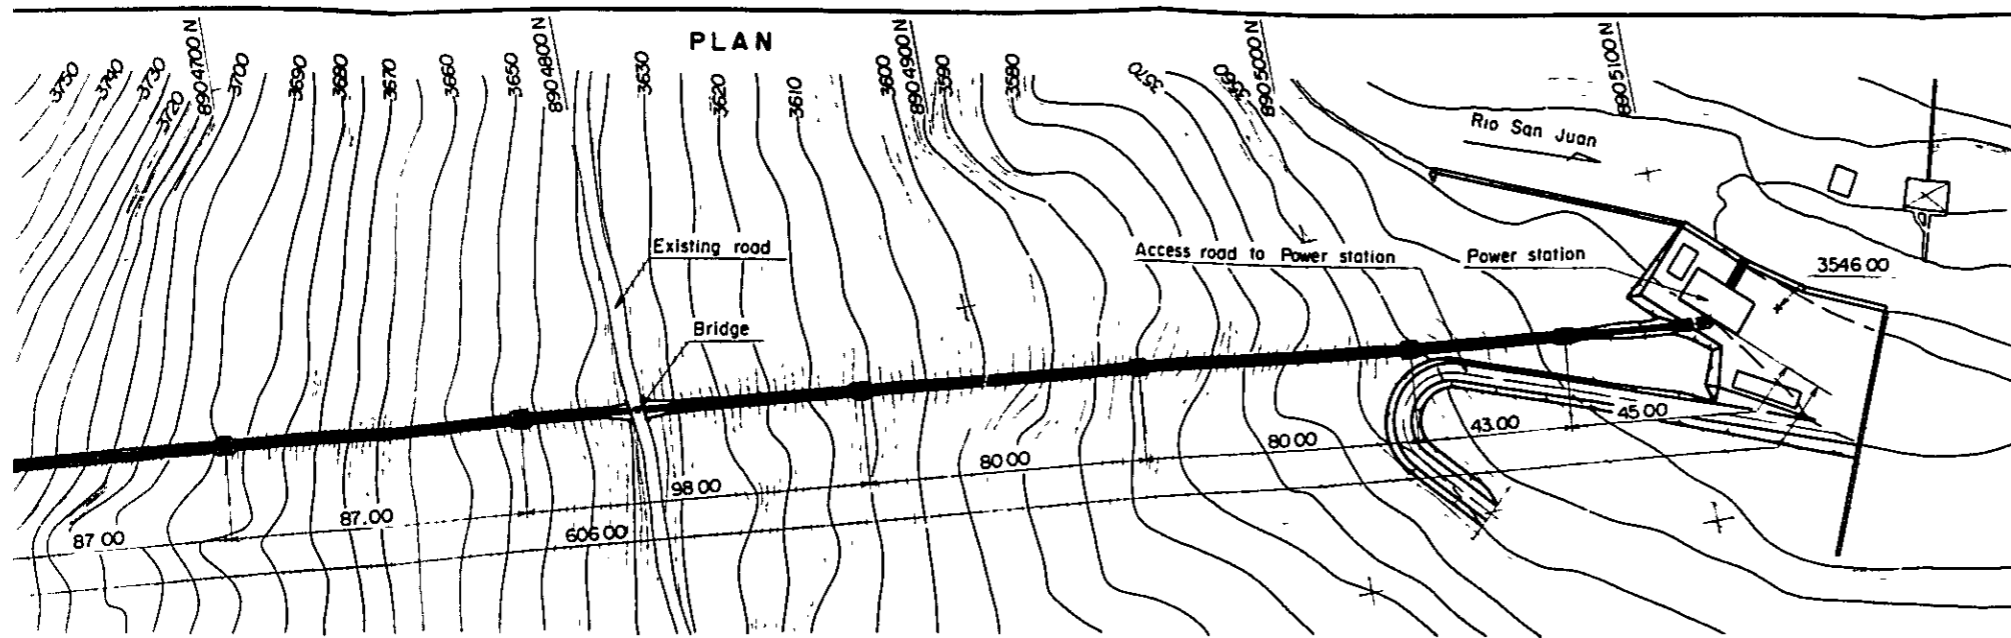 PLAN
3750
3740
3730
3720
8904700 N
3700
3690
3680
3670
3660
3650
8904800 N
3630
3620
3610
3600
8904900 N
3590
3580
3570
3560
8905000 N
8905100 N
Rio San Juan
Existing road
Access road to Power station
Power station
3546 00
Bridge
87 00
87.00
98 00
80 00
80 00
43.00
45 00
606 00